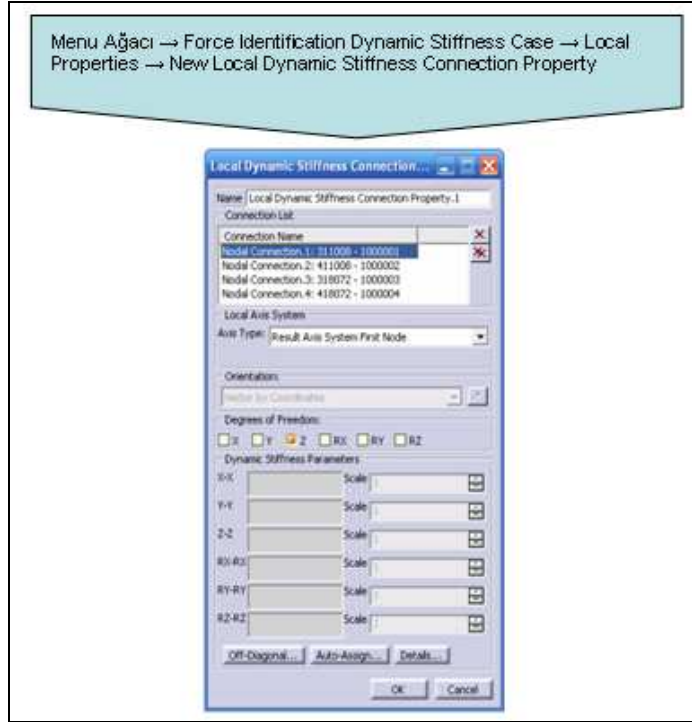 Menu Ağacı → Force Identification Dynamic Stiffness Case → Local
Properties → New Local Dynamic Stiffness Connection Property
Local Dynamic Stiffness Connection...
Name Local Dynamic Stiffness Connection Property.1
Connection List
Connection Name
Nodal Connection.1: 311008 - 1000001
Nodal Connection.2: 411008 - 1000002
Nodal Connection.3: 318072 - 1000003
Nodal Connection.4: 418072 - 1000004
Local Axis System
Axis Type: Result Axis System First Node
Orientation
Vector by Coordinates
Degrees of Freedom
X Y Z RX RY RZ
Dynamic Stiffness Parameters
X-X Scale
Y-Y Scale
Z-Z Scale
RX-RX Scale
RY-RY Scale
RZ-RZ Scale
Off-Diagonal... Auto-Assign... Details...
OK Cancel